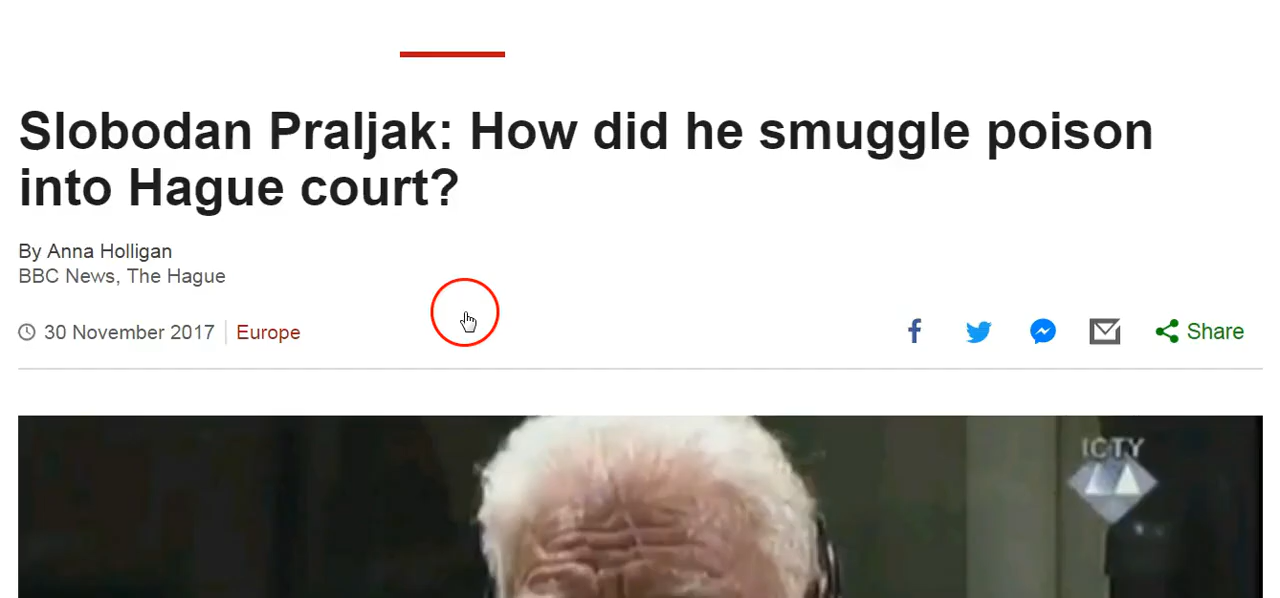 Slobodan Praljak: How did he smuggle poison
into Hague court?
By Anna Holligan
BBC News, The Hague
30 November 2017 Europe
Share
ICTY